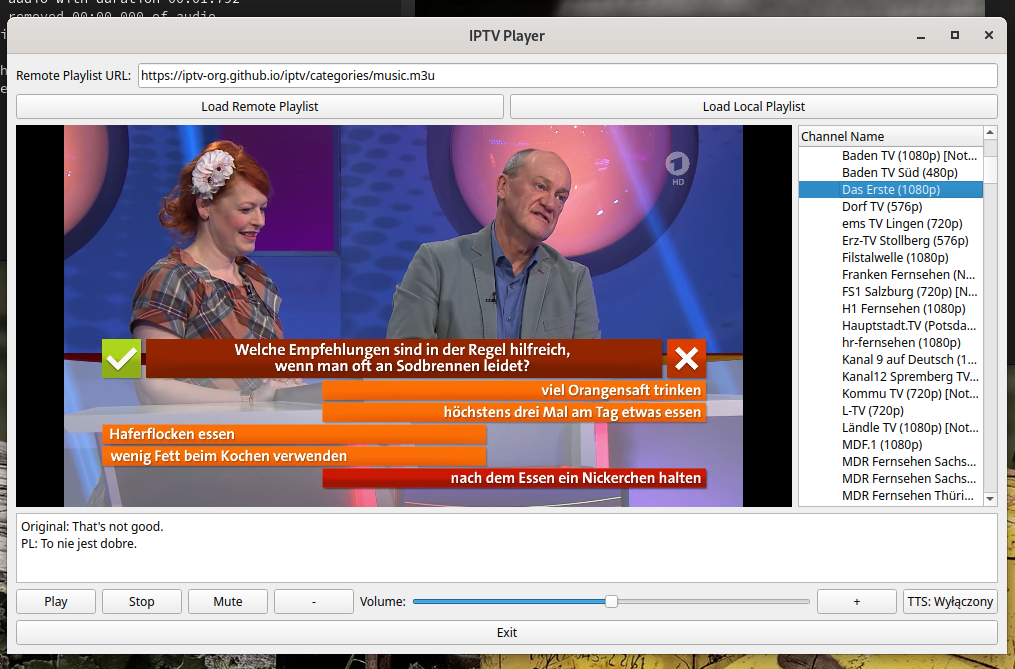 audio with duration 00:01.792
removed 00:00.000 of audio
IPTV Player
Remote Playlist URL: https://iptv-org.github.io/iptv/categories/music.m3u
Load Remote Playlist
Load Local Playlist
1
HD
Welche Empfehlungen sind in der Regel hilfreich,
wenn man oft an Sodbrennen leidet?
viel Orangensaft trinken
höchstens drei Mal am Tag etwas essen
Haferflocken essen
wenig Fett beim Kochen verwenden
nach dem Essen ein Nickerchen halten
Channel Name
Baden TV (1080p) [Not...
Baden TV Süd (480p)
Das Erste (1080p)
Dorf TV (576p)
ems TV Lingen (720p)
Erz-TV Stollberg (576p)
Filstalwelle (1080p)
Franken Fernsehen (N...
FS1 Salzburg (720p) [N...
H1 Fernsehen (1080p)
Hauptstadt.TV (Potsda...
hr-fernsehen (1080p)
Kanal 9 auf Deutsch (1...
Kanal12 Spremberg TV...
Kommu TV (720p) [Not...
L-TV (720p)
Ländle TV (1080p) [Not...
MDF.1 (1080p)
MDR Fernsehen Sachs...
MDR Fernsehen Sachs...
MDR Fernsehen Thüri...
Original: That's not good.
PL: To nie jest dobre.
Play
Stop
Mute
-
Volume:
+
TTS: Wyłączony
Exit